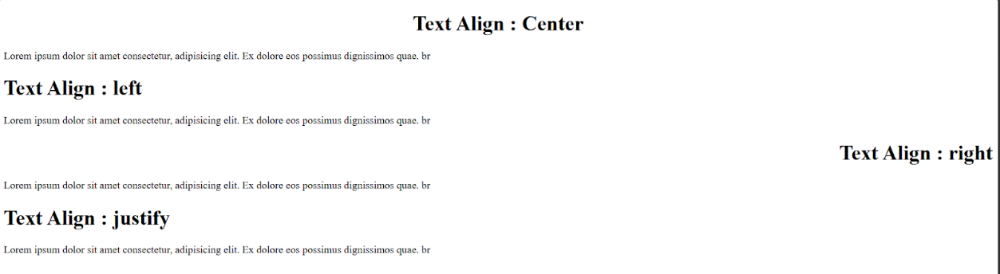 Text Align : Center
Lorem ipsum dolor sit amet consectetur, adipisicing elit. Ex dolore eos possimus dignissimos quae. br
Text Align : left
Lorem ipsum dolor sit amet consectetur, adipisicing elit. Ex dolore eos possimus dignissimos quae. br
Text Align : right
Lorem ipsum dolor sit amet consectetur, adipisicing elit. Ex dolore eos possimus dignissimos quae. br
Text Align : justify
Lorem ipsum dolor sit amet consectetur, adipisicing elit. Ex dolore eos possimus dignissimos quae. br